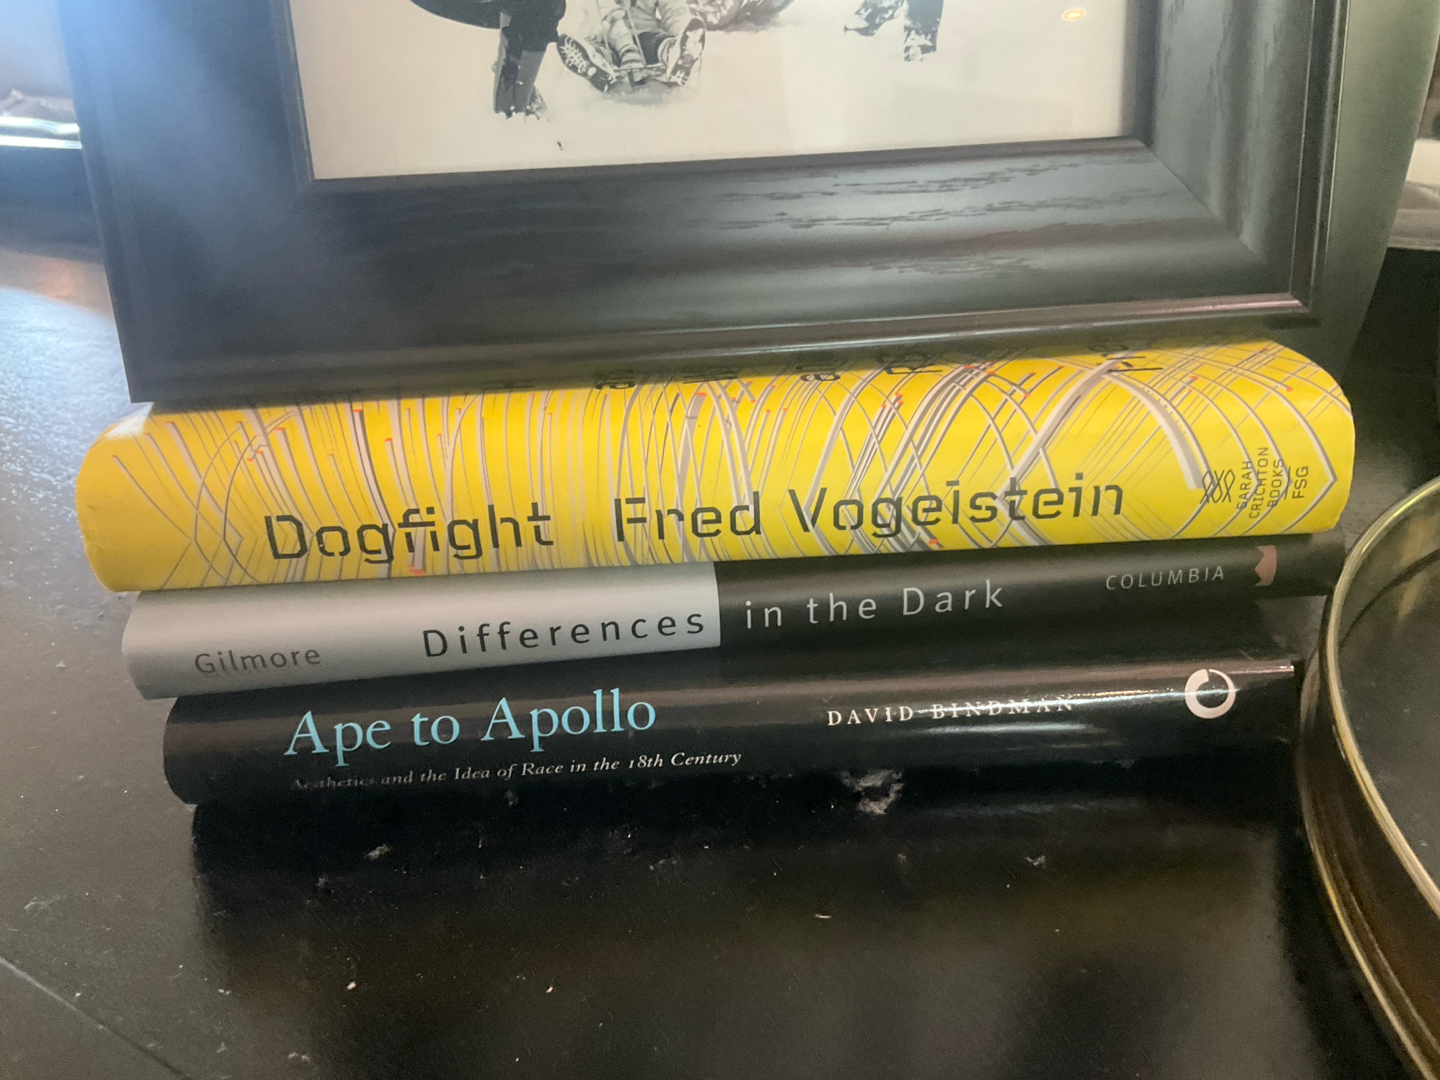 Dogfight Fred Vogelstein
SARAH
CRICHTON
BOOKS
FSG
Gilmore Differences in the Dark COLUMBIA
Ape to Apollo DAVID BINDMAN
Aesthetics and the Idea of Race in the 18th Century